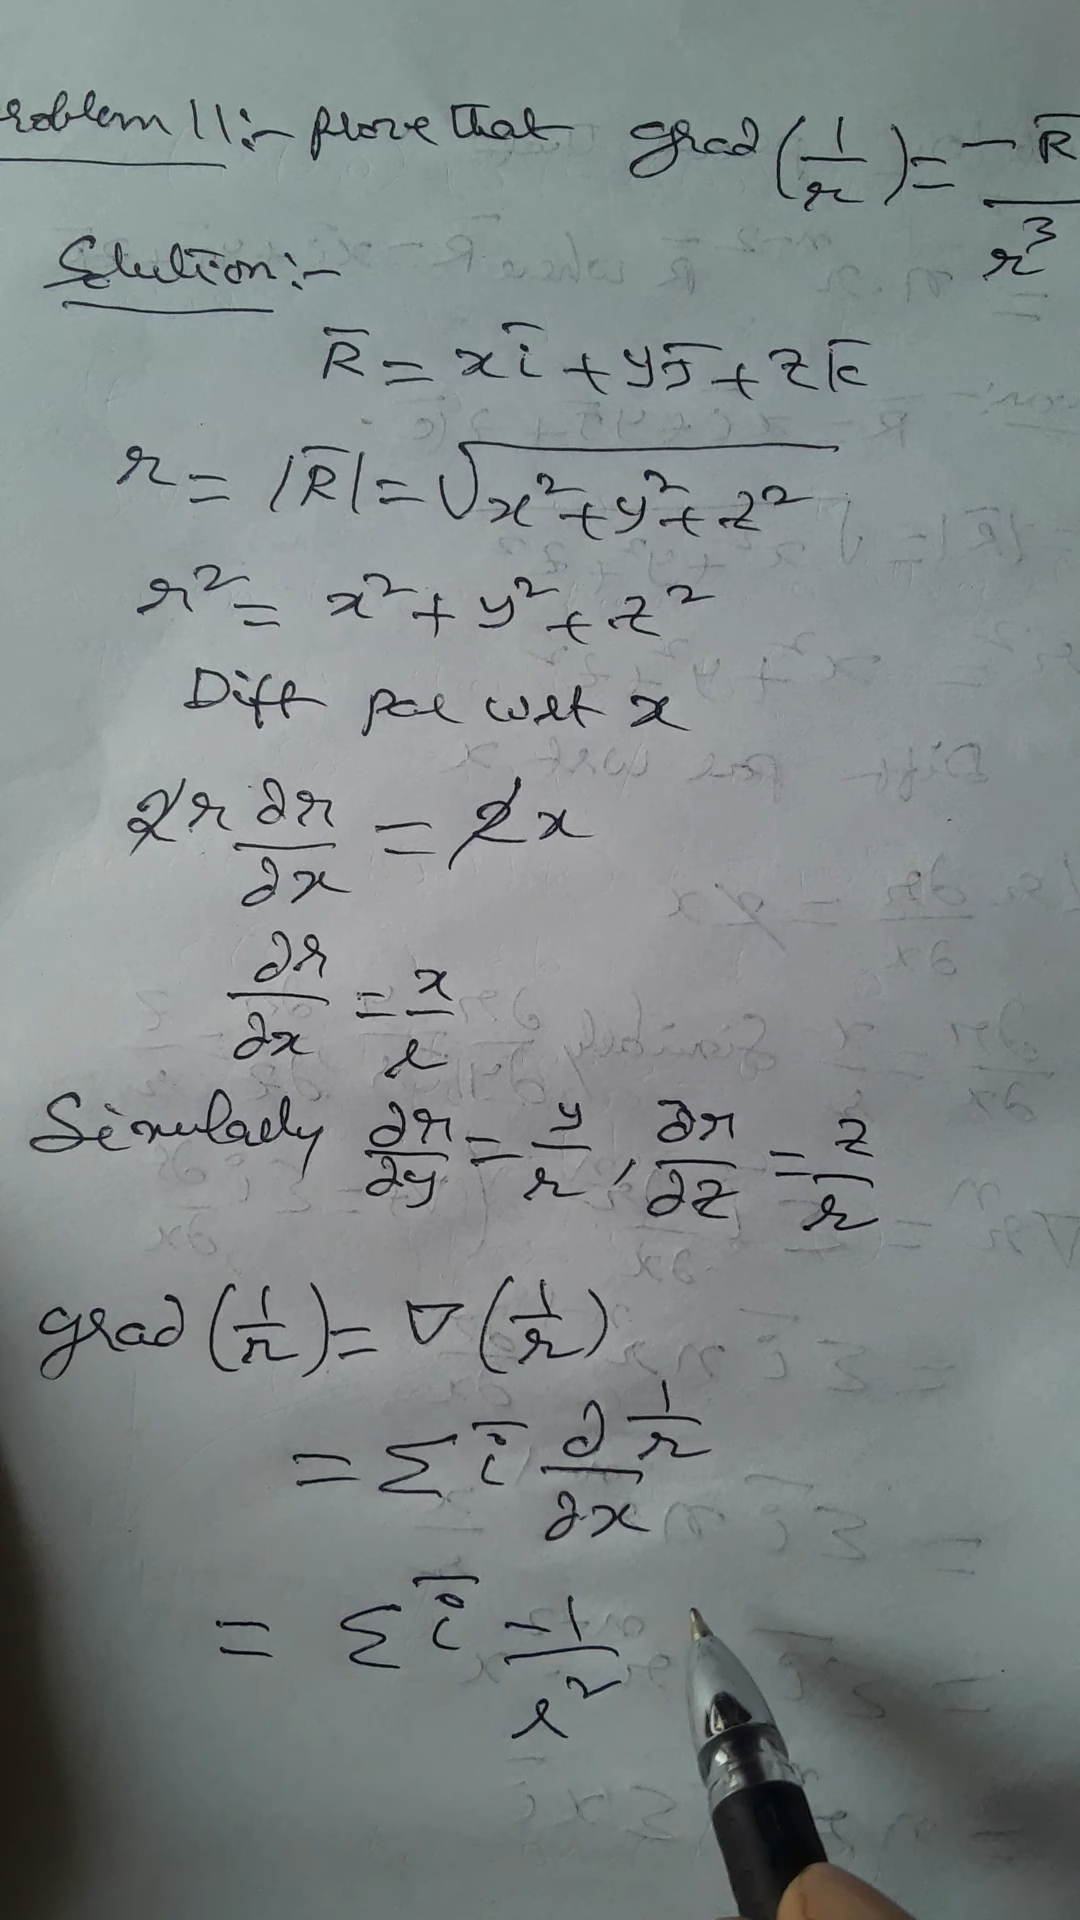 roblem 11:- prove that grad(1/r) = -R̅/r³
Solution:-
R̅ = xi̅ + yj̅ + zk̅
r = |R̅| = √(x²+y²+z²)
r² = x²+y²+z²
Diff par wrt x
2r ∂r/∂x = 2x
∂r/∂x = x/r
Similarly ∂r/∂y = y/r, ∂r/∂z = z/r
grad(1/r) = ∇(1/r)
= Σ i̅ ∂/∂x 1/r
= Σ i̅ -1/r²